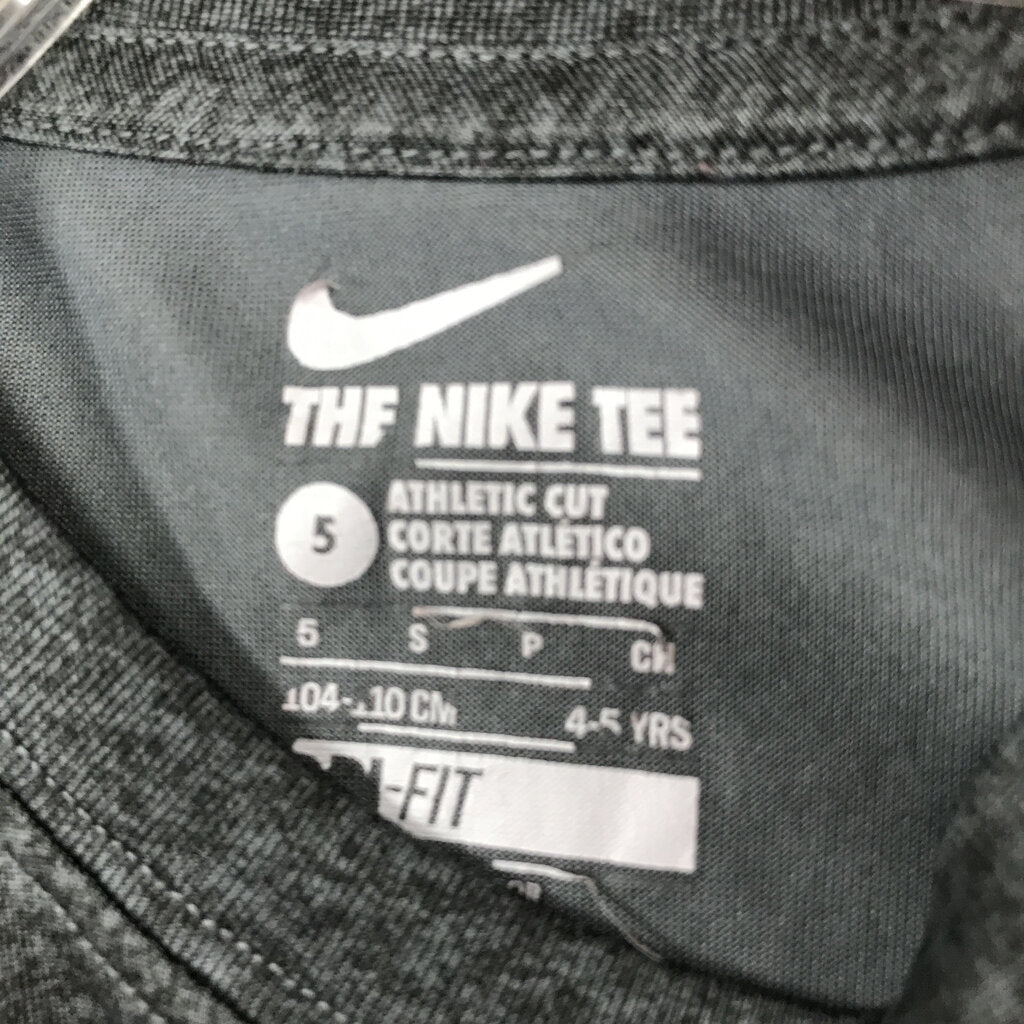 THE NIKE TEE
5
ATHLETIC CUT
CORTE ATLÉTICO
COUPE ATHLÉTIQUE
5 S P CH
104-110 CM 4-5 YRS
DRI-FIT